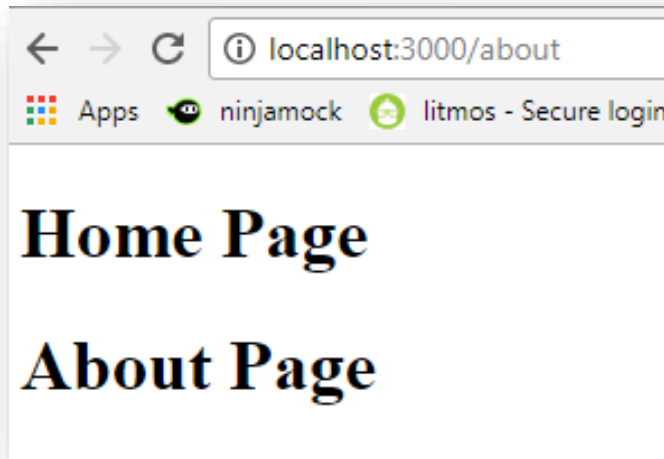 localhost:3000/about
Apps ninjamock litmos - Secure login
Home Page
About Page